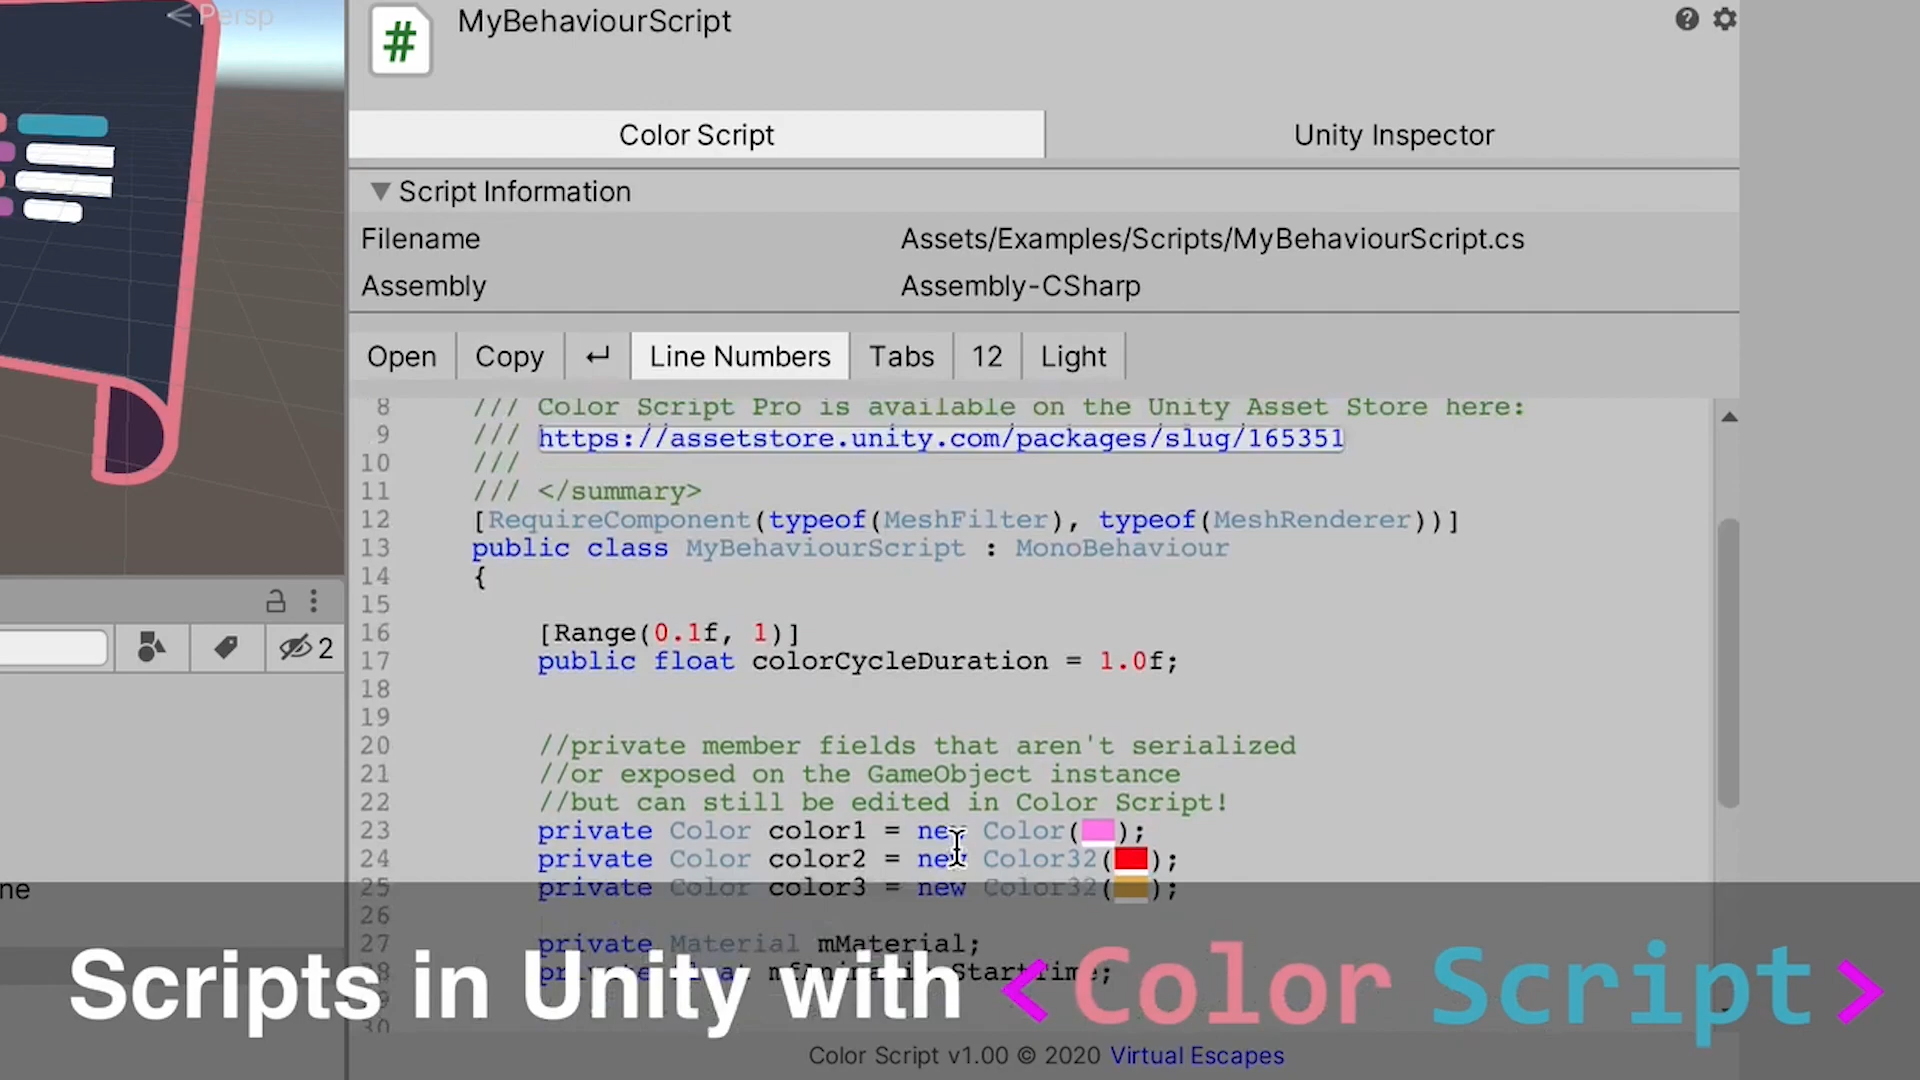 Persp
MyBehaviourScript
Color Script
Unity Inspector
Script Information
Filename Assets/Examples/Scripts/MyBehaviourScript.cs
Assembly Assembly-CSharp
Open Copy ↵ Line Numbers Tabs 12 Light
8 /// Color Script Pro is available on the Unity Asset Store here:
9 /// https://assetstore.unity.com/packages/slug/165351
10 ///
11 /// </summary>
12 [RequireComponent(typeof(MeshFilter), typeof(MeshRenderer))]
13 public class MyBehaviourScript : MonoBehaviour
14 {
15
16 [Range(0.1f, 1)]
17 public float colorCycleDuration = 1.0f;
18
19
20 //private member fields that aren't serialized
21 //or exposed on the GameObject instance
22 //but can still be edited in Color Script!
23 private Color color1 = new Color( );
24 private Color color2 = new Color32( );
25 private Color color3 = new Color32( );
26
27 private Material mMaterial;
28 private float
30
2
ne
Scripts in Unity with <Color Script>
Color Script v1.00 © 2020 Virtual Escapes